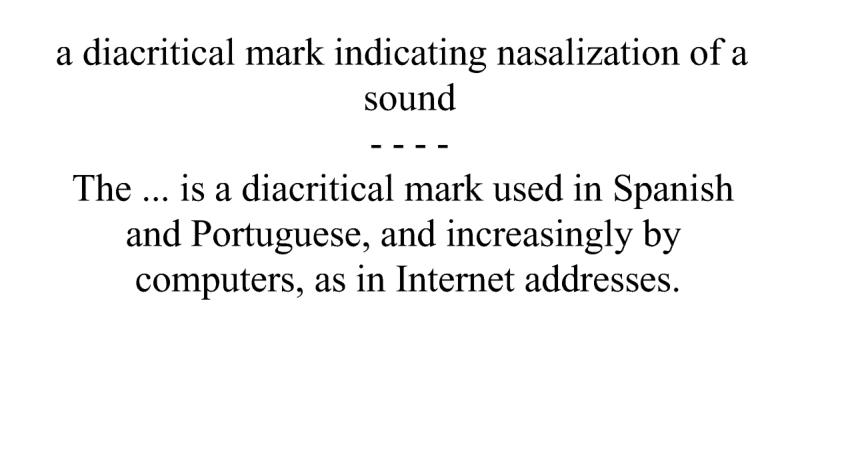 a diacritical mark indicating nasalization of a
sound
- - - -
The ... is a diacritical mark used in Spanish
and Portuguese, and increasingly by
computers, as in Internet addresses.